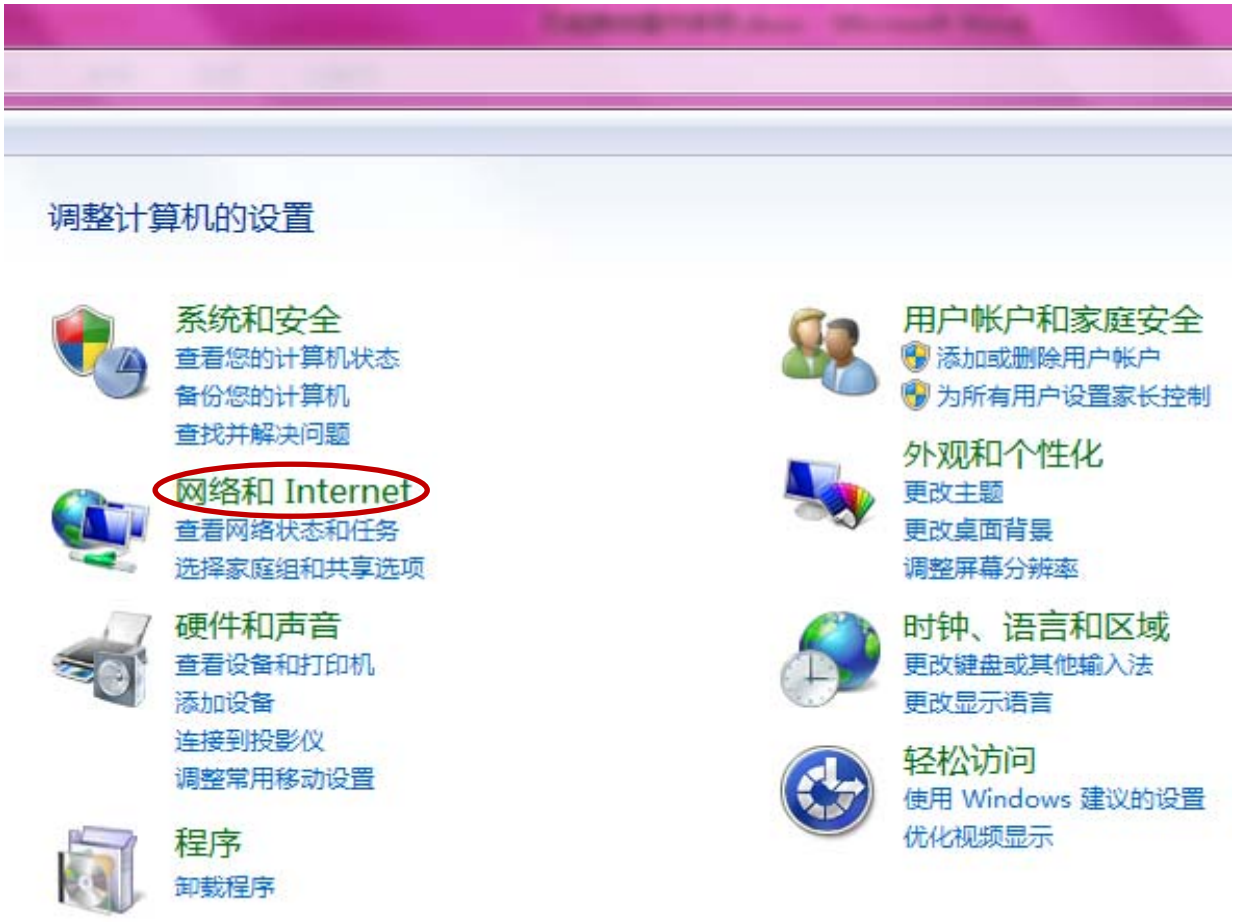 调整计算机的设置
系统和安全
查看您的计算机状态
备份您的计算机
查找并解决问题
网络和 Internet
查看网络状态和任务
选择家庭组和共享选项
硬件和声音
查看设备和打印机
添加设备
连接到投影仪
调整常用移动设置
程序
卸载程序
用户帐户和家庭安全
添加或删除用户帐户
为所有用户设置家长控制
外观和个性化
更改主题
更改桌面背景
调整屏幕分辨率
时钟、语言和区域
更改键盘或其他输入法
更改显示语言
轻松访问
使用 Windows 建议的设置
优化视频显示